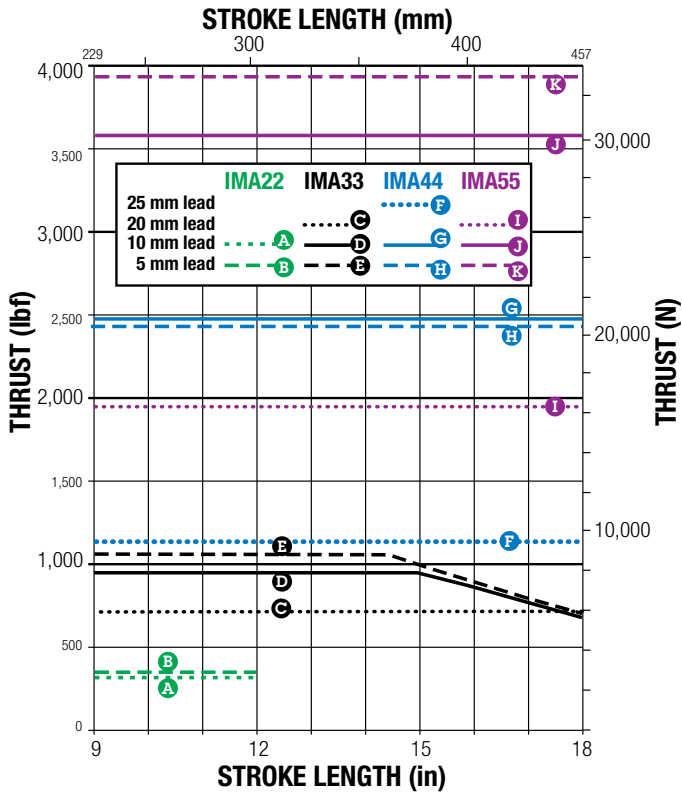 STROKE LENGTH (mm)
229 300 400 457
4,000
K
J
30,000
3,500
IMA22 IMA33 IMA44 IMA55
25 mm lead F
20 mm lead C I
10 mm lead A D G J
5 mm lead B E H K
3,000
2,500
G
H
20,000
THRUST (lbf)
THRUST (N)
2,000
I
1,500
F
10,000
E
1,000
D
C
500
B
A
0
9 12 15 18
STROKE LENGTH (in)